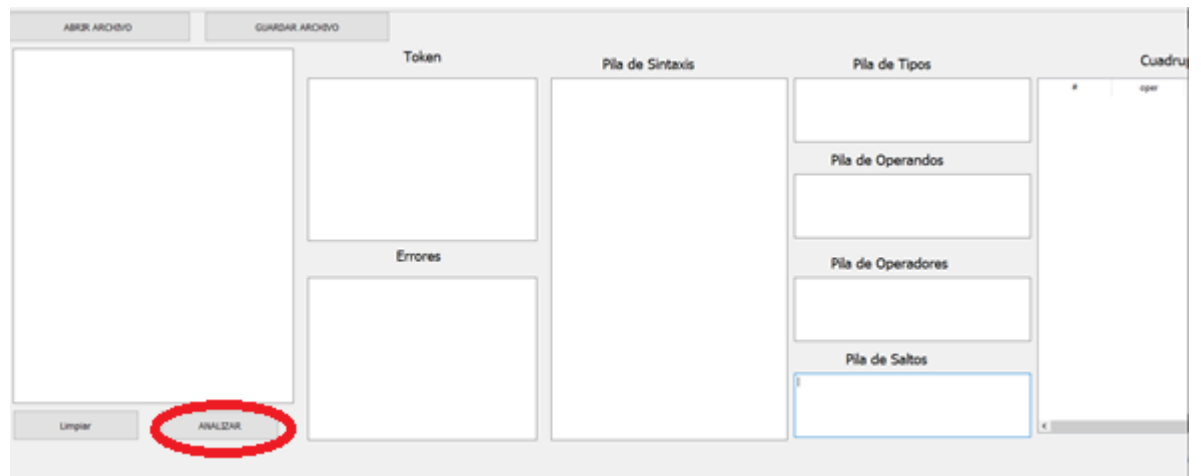 ABRIR ARCHIVO
GUARDAR ARCHIVO
Token
Pila de Sintaxis
Pila de Tipos
Cuadrup
#
oper
Pila de Operandos
Errores
Pila de Operadores
Pila de Saltos
Limpiar
ANALIZAR